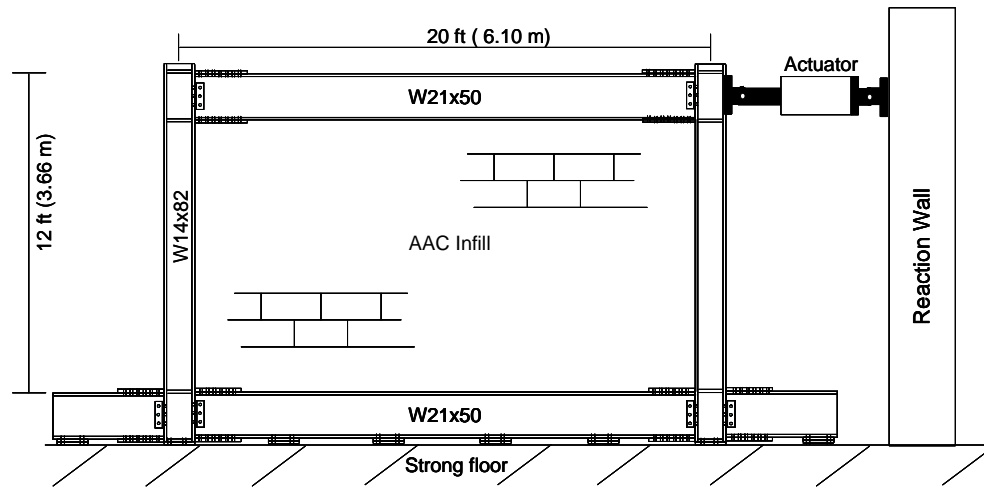 20 ft ( 6.10 m)
Actuator
W21x50
12 ft (3.66 m)
W14x82
AAC Infill
Reaction Wall
W21x50
Strong floor